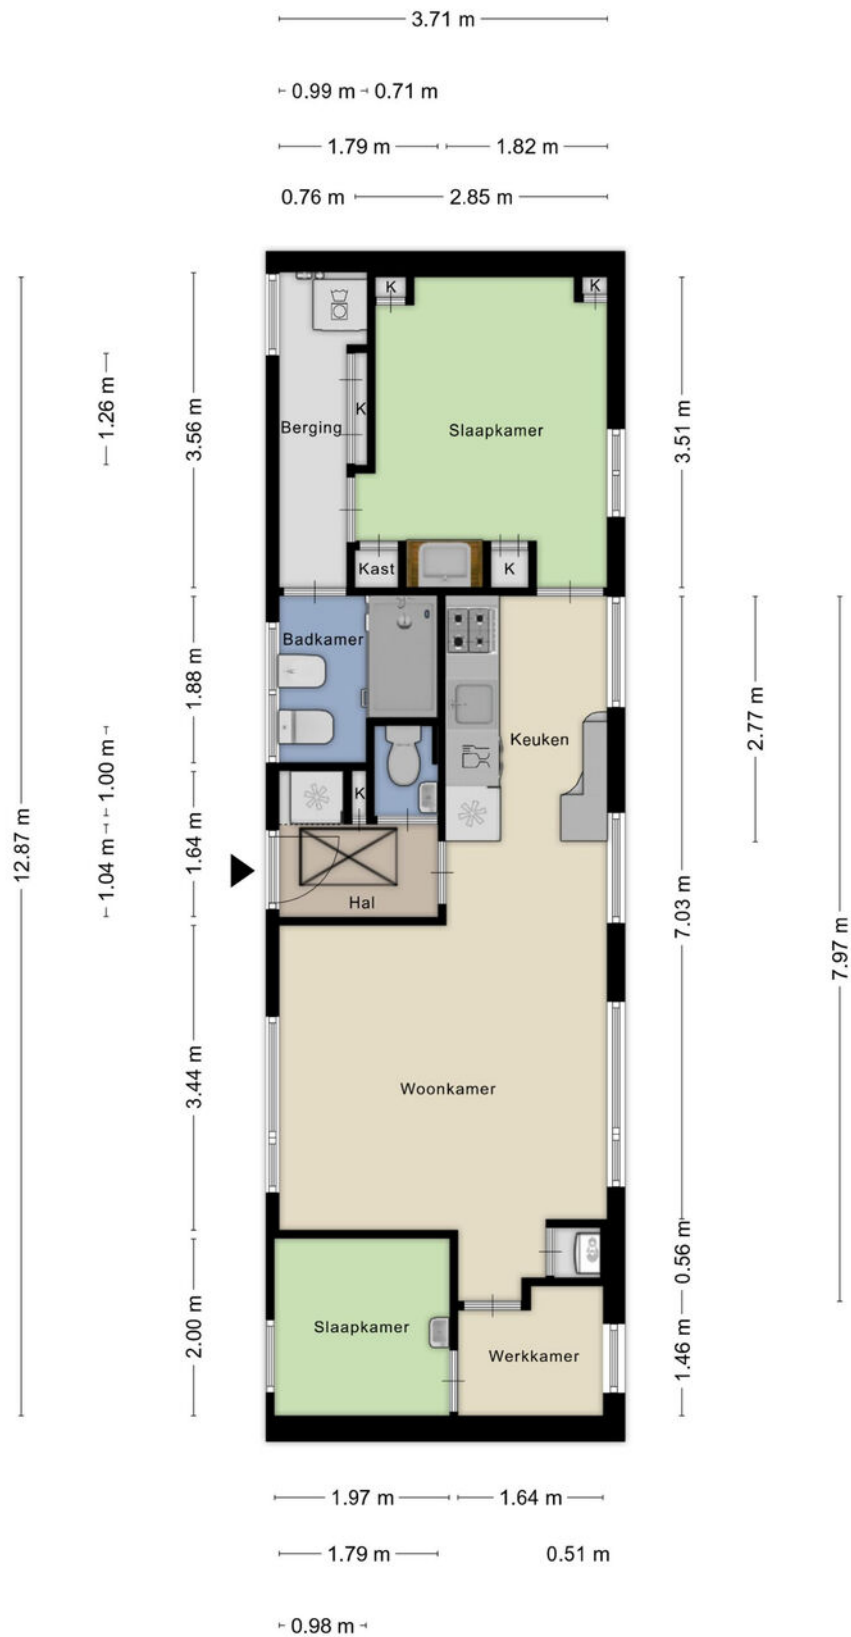 3.71 m
0.99 m
0.71 m
1.79 m
1.82 m
0.76 m
2.85 m
K
K
K
Berging
Slaapkamer
Kast
K
Badkamer
Keuken
K
Hal
Woonkamer
Slaapkamer
Werkkamer
12.87 m
1.26 m
1.00 m
1.04 m
3.56 m
1.88 m
1.64 m
3.44 m
2.00 m
3.51 m
7.03 m
0.56 m
1.46 m
2.77 m
7.97 m
1.97 m
1.64 m
1.79 m
0.51 m
0.98 m